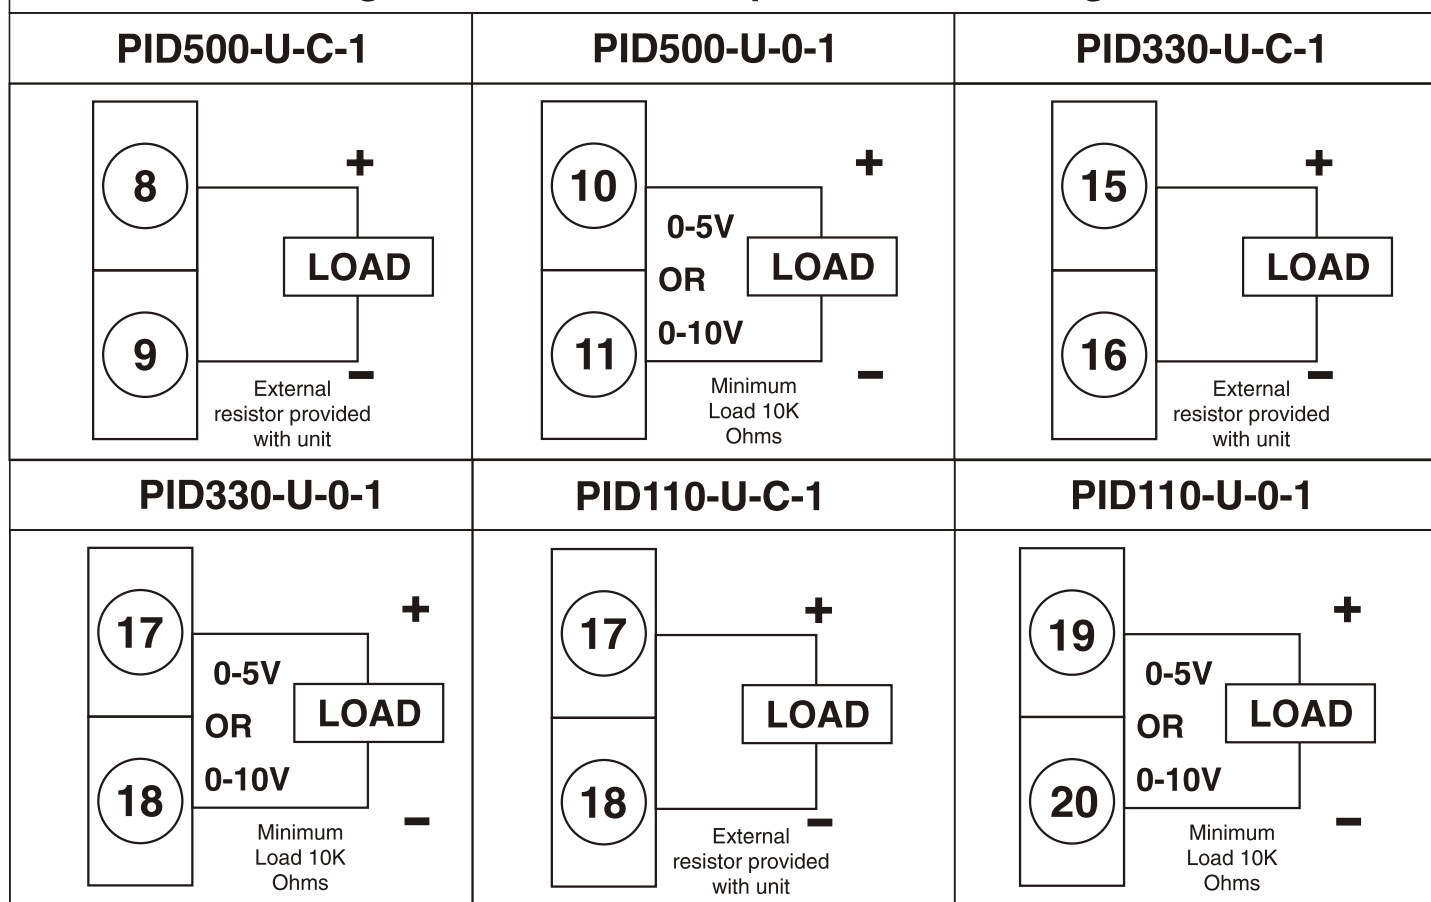 PID500-U-C-1
PID500-U-0-1
PID330-U-C-1
8
+
LOAD
9
−
External
resistor provided
with unit
10
+
0-5V
OR
LOAD
0-10V
11
−
Minimum
Load 10K
Ohms
15
+
LOAD
16
−
External
resistor provided
with unit
PID330-U-0-1
PID110-U-C-1
PID110-U-0-1
17
+
0-5V
OR
LOAD
0-10V
18
−
Minimum
Load 10K
Ohms
17
+
LOAD
18
−
External
resistor provided
with unit
19
+
0-5V
OR
LOAD
0-10V
20
−
Minimum
Load 10K
Ohms